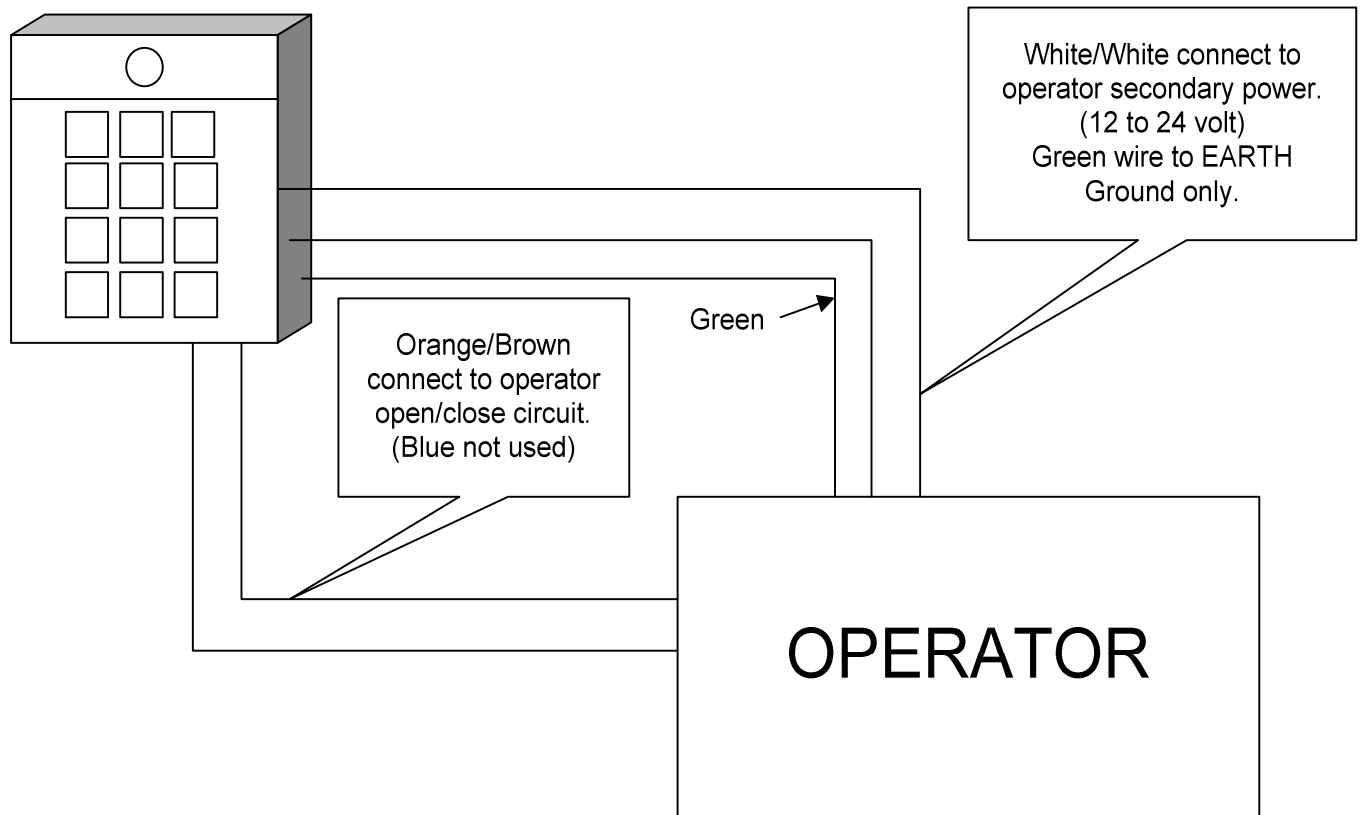 White/White connect to
operator secondary power.
(12 to 24 volt)
Green wire to EARTH
Ground only.
Green
Orange/Brown
connect to operator
open/close circuit.
(Blue not used)
OPERATOR